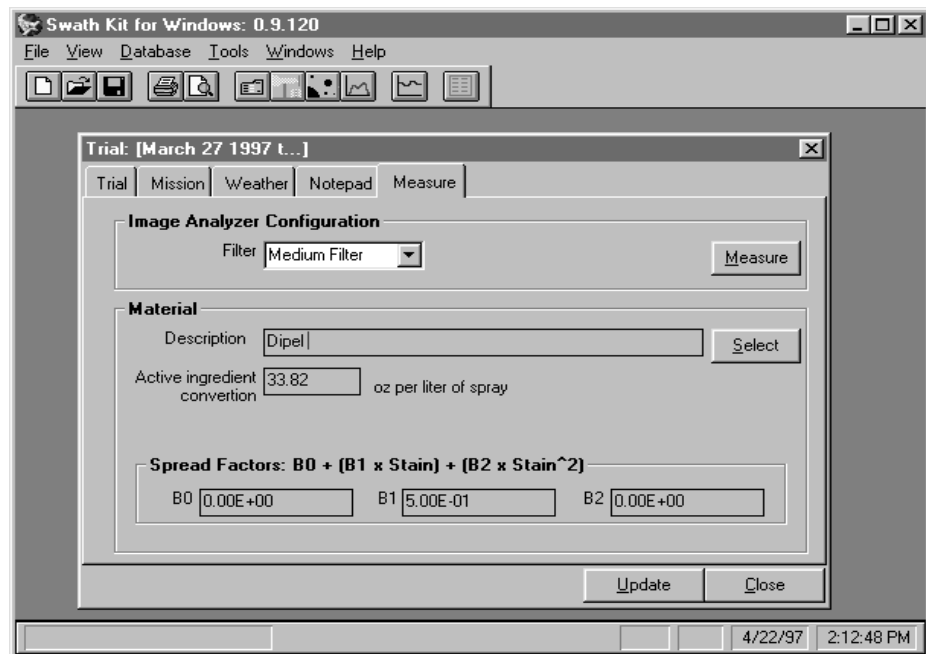 Swath Kit for Windows: 0.9.120
File View Database Tools Windows Help
Trial: [March 27 1997 t...]
Trial Mission Weather Notepad Measure
Image Analyzer Configuration
Filter Medium Filter Measure
Material
Description Dipel Select
Active ingredient convertion 33.82 oz per liter of spray
Spread Factors: B0 + (B1 x Stain) + (B2 x Stain^2)
B0 0.00E+00 B1 5.00E-01 B2 0.00E+00
Update Close
4/22/97 2:12:48 PM